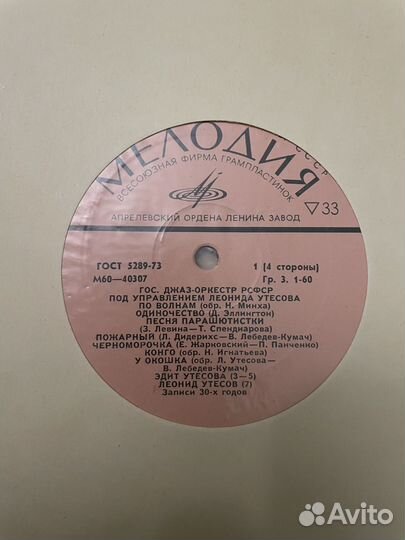 СССР
МЕЛОДИЯ
ВСЕСОЮЗНАЯ ФИРМА ГРАМПЛАСТИНОК
АПРЕЛЕВСКИЙ ОРДЕНА ЛЕНИНА ЗАВОД
▽33
ГОСТ 5289-73 1 (4 стороны)
М60—40307 Гр. 3. 1-60
ГОС. ДЖАЗ-ОРКЕСТР РСФСР
ПОД УПРАВЛЕНИЕМ ЛЕОНИДА УТЕСОВА
ПО ВОЛНАМ (обр. Н. Минха)
ОДИНОЧЕСТВО (Д. Эллингтон)
ПЕСНЯ ПАРАШЮТИСТКИ
(З. Левина—Т. Спендиарова)
ПОЖАРНЫЙ (Л. Дидерихс— В. Лебедев-Кумач)
ЧЕРНОМОРОЧКА (Е. Жарковский—П. Панченко)
КОНГО (обр. Н. Игнатьева)
У ОКОШКА (обр. Л. Утесова—
В. Лебедев-Кумач)
ЭДИТ УТЕСОВА (3—5)
ЛЕОНИД УТЕСОВ (7)
Записи 30-х годов
Avito